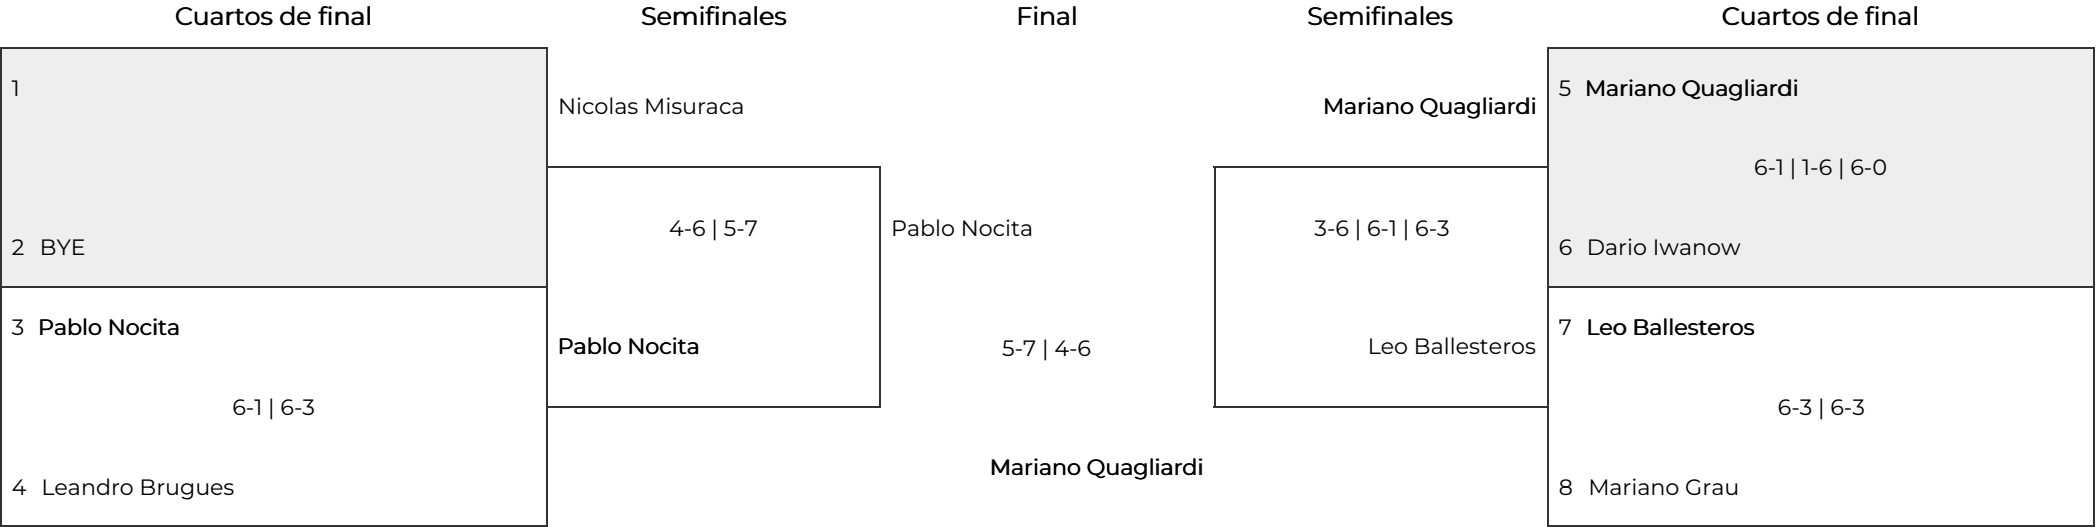 Cuartos de final
Semifinales
Final
Semifinales
Cuartos de final
1
2 BYE
3 Pablo Nocita
6-1 | 6-3
4 Leandro Brugues
Nicolas Misuraca
4-6 | 5-7
Pablo Nocita
Pablo Nocita
5-7 | 4-6
Mariano Quagliardi
Mariano Quagliardi
3-6 | 6-1 | 6-3
Leo Ballesteros
5 Mariano Quagliardi
6-1 | 1-6 | 6-0
6 Dario Iwanow
7 Leo Ballesteros
6-3 | 6-3
8 Mariano Grau